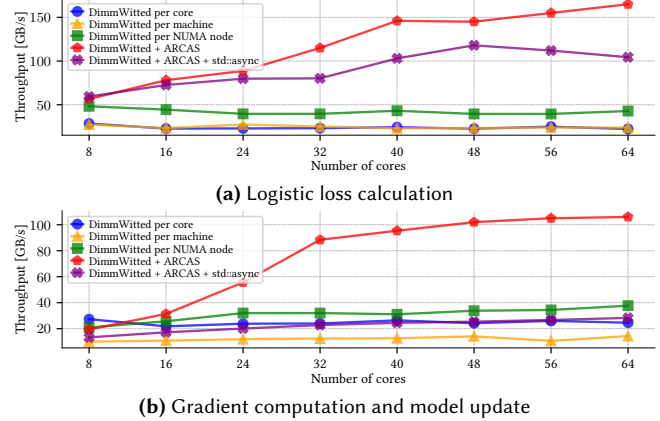 Throughput [GB/s]
150
100
50
DimmWitted per core
DimmWitted per machine
DimmWitted per NUMA node
DimmWitted + ARCAS
DimmWitted + ARCAS + std::async
8 16 24 32 40 48 56 64
Number of cores
(a) Logistic loss calculation
Throughput [GB/s]
100
80
60
40
20
DimmWitted per core
DimmWitted per machine
DimmWitted per NUMA node
DimmWitted + ARCAS
DimmWitted + ARCAS + std::async
8 16 24 32 40 48 56 64
Number of cores
(b) Gradient computation and model update